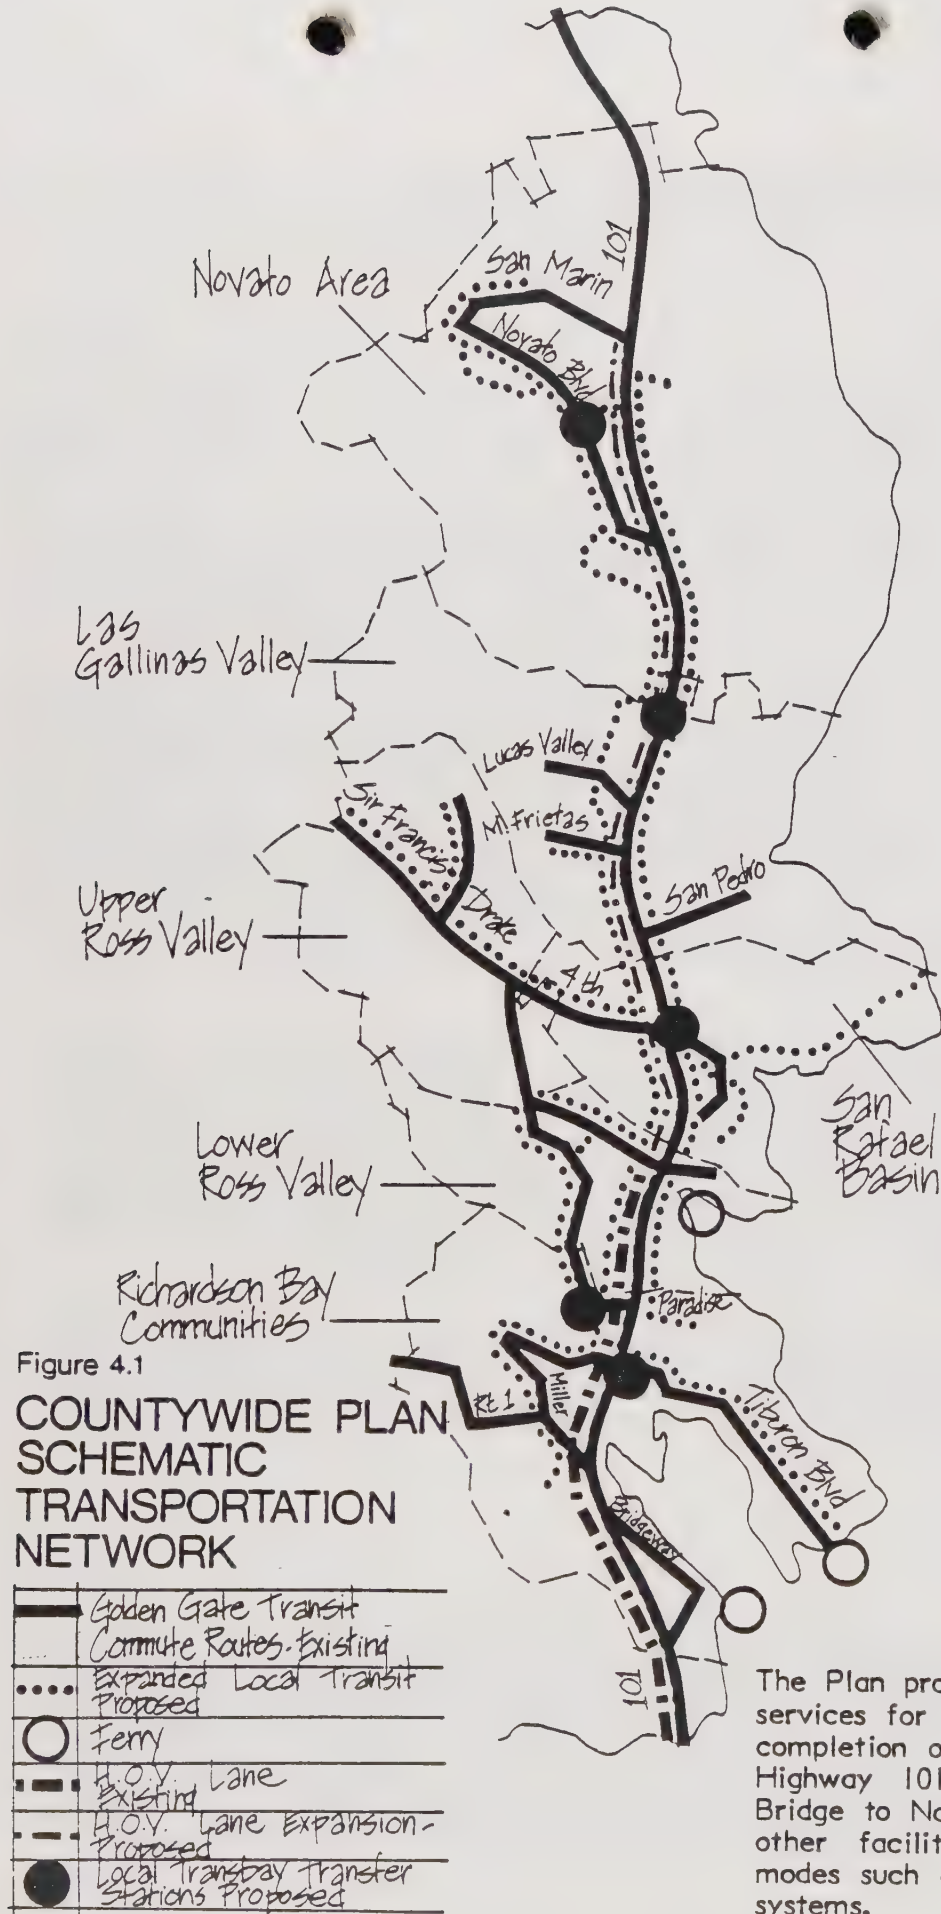 101
San Marin
Novato Area
Novato Blvd
Las
Gallinas Valley
Lucas Valley
Sir Francis
Drake
M. Frietas
San Pedro
Upper
Ross Valley
4th
San
Rafael
Basin
Lower
Ross Valley
Richardson Bay
Communities
Paradise
Miller
Rt. 1
Tiburon Blvd
Bridgeway
101
Figure 4.1
COUNTYWIDE PLAN
SCHEMATIC
TRANSPORTATION
NETWORK
Golden Gate Transit
Commute Routes-Existing
Expanded Local Transit
Proposed
Ferry
H.O.V. Lane
Existing
H.O.V. Lane Expansion-
Proposed
Local Transbay Transfer
Stations Proposed
The Plan pro
services for
completion o
Highway 101
Bridge to No
other facilit
modes such
systems.